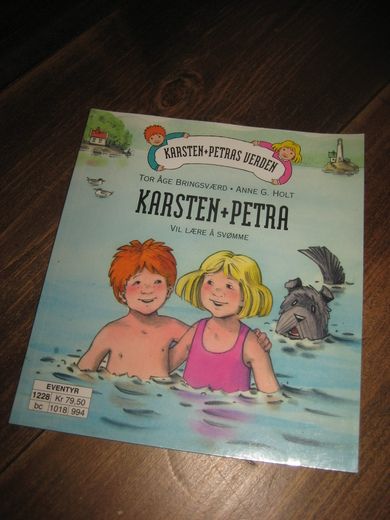 KARSTEN+PETRAS VERDEN
TOR ÅGE BRINGSVÆRD • ANNE G. HOLT
KARSTEN+PETRA
VIL LÆRE Å SVØMME
EVENTYR
1228 Kr 79,50
bc 1018 994